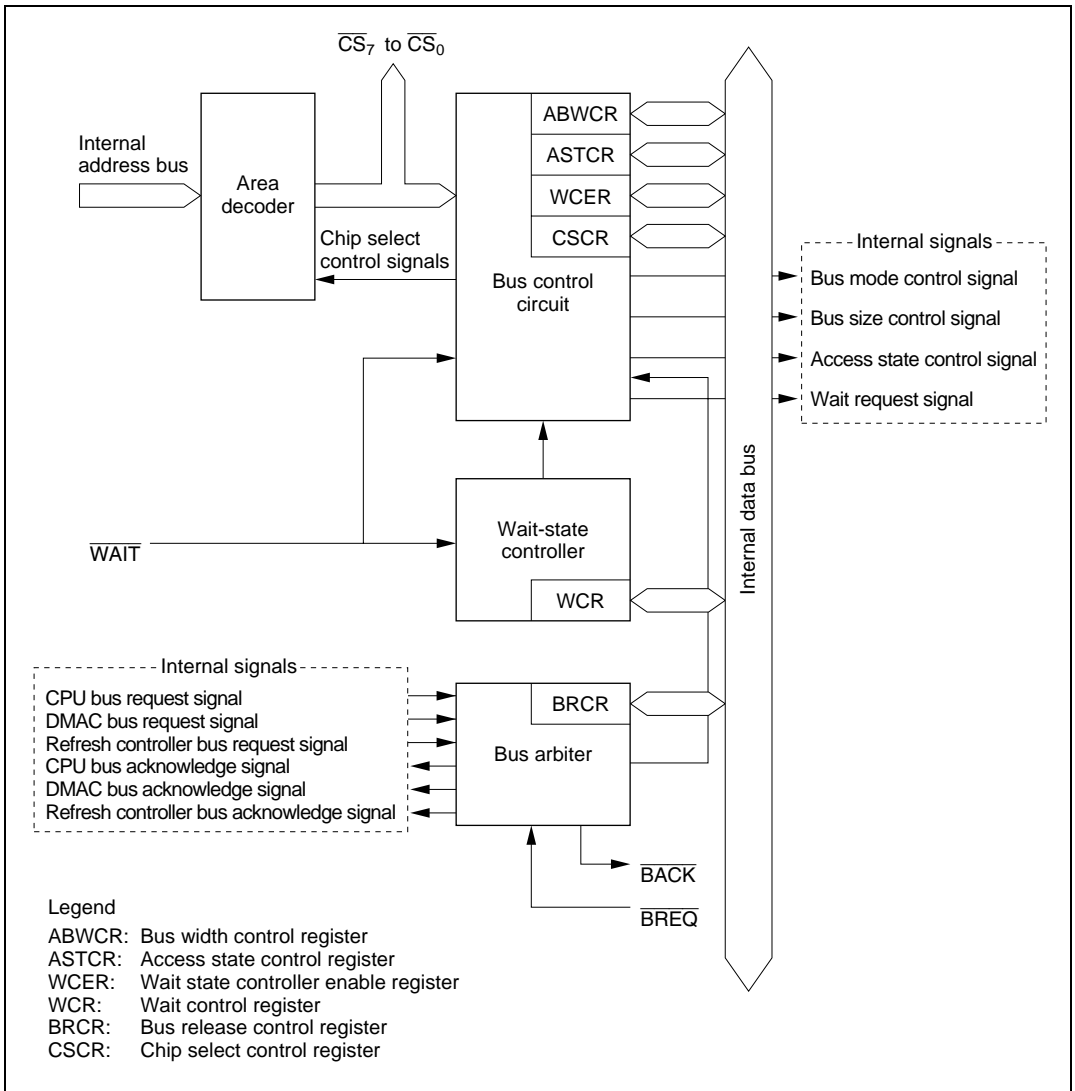 CS7 to CS0
Internal
address bus
Area
decoder
Chip select
control signals
ABWCR
ASTCR
WCER
CSCR
Bus control
circuit
Internal signals
Bus mode control signal
Bus size control signal
Access state control signal
Wait request signal
Internal data bus
WAIT
Wait-state
controller
WCR
Internal signals
CPU bus request signal
DMAC bus request signal
Refresh controller bus request signal
CPU bus acknowledge signal
DMAC bus acknowledge signal
Refresh controller bus acknowledge signal
BRCR
Bus arbiter
BACK
BREQ
Legend
ABWCR: Bus width control register
ASTCR: Access state control register
WCER: Wait state controller enable register
WCR: Wait control register
BRCR: Bus release control register
CSCR: Chip select control register